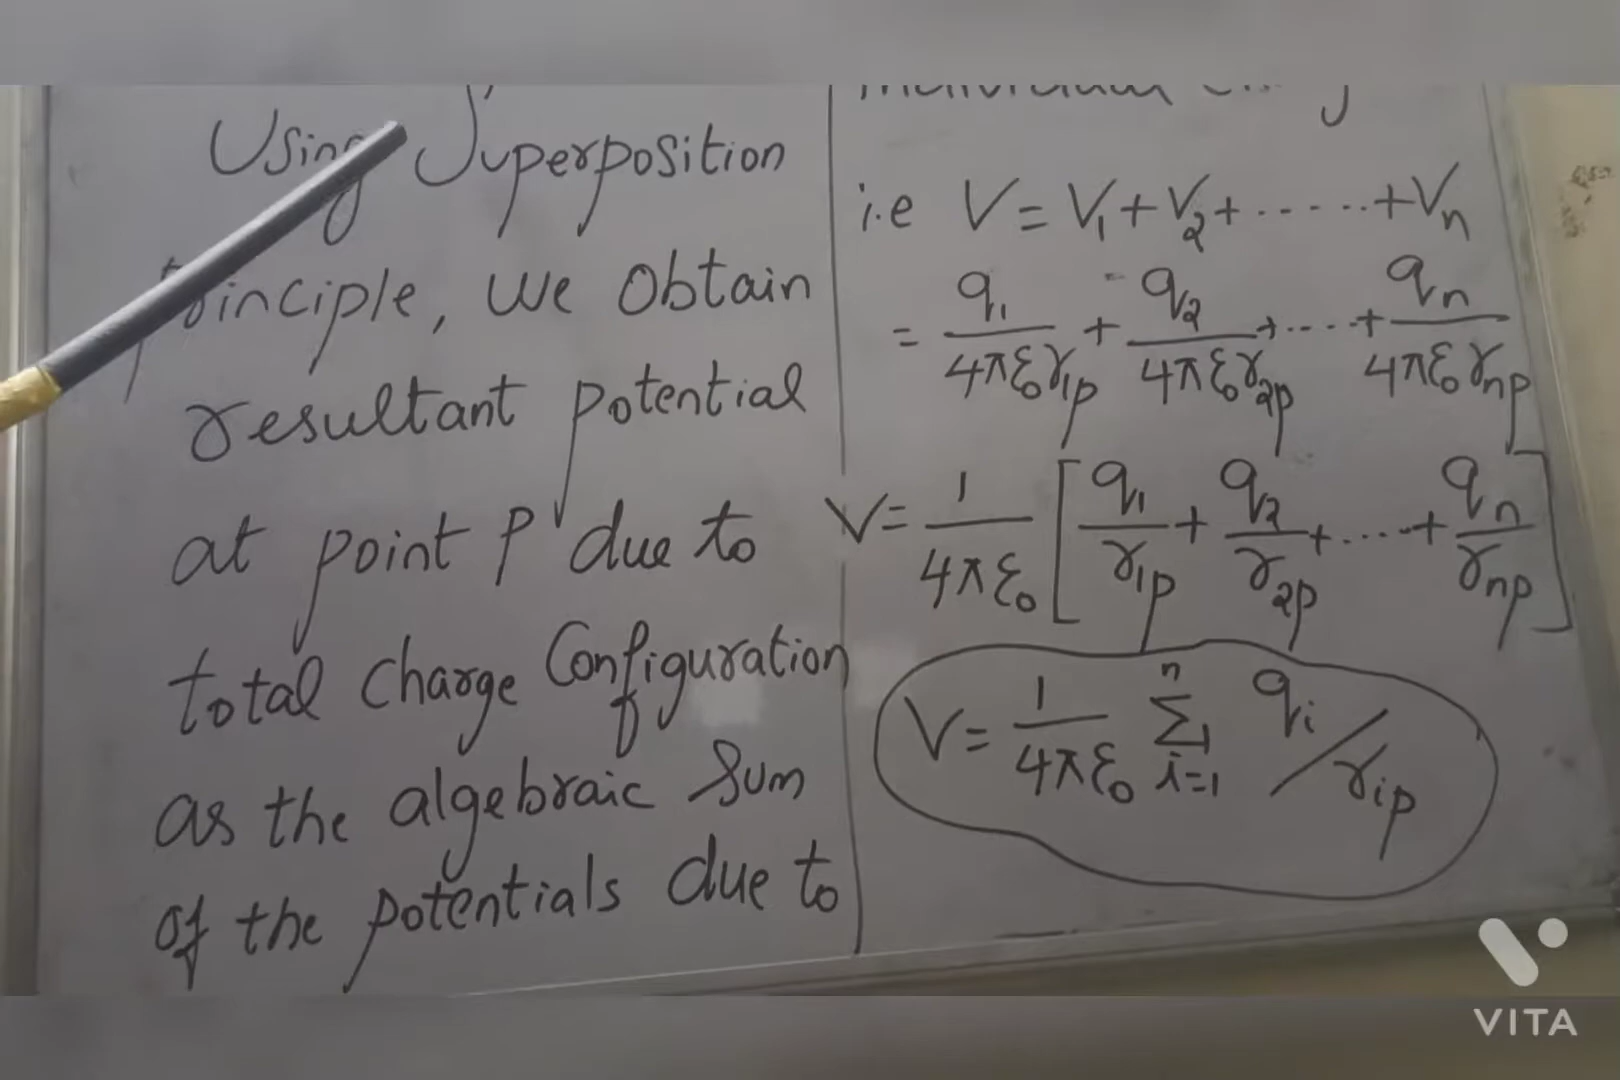 Using Superposition
principle, we obtain
resultant potential
at point P due to
total charge Configuration
as the algebraic sum
of the potentials due to
i.e V = V₁ + V₂ + ...... + Vₙ
= q₁/4πε₀r₁ₚ + q₂/4πε₀r₂ₚ + .... + qₙ/4πε₀rₙₚ
V = 1/4πε₀ [q₁/r₁ₚ + q₂/r₂ₚ + .... + qₙ/rₙₚ]
V = 1/4πε₀ Σⁿᵢ₌₁ qᵢ/rᵢₚ
VITA